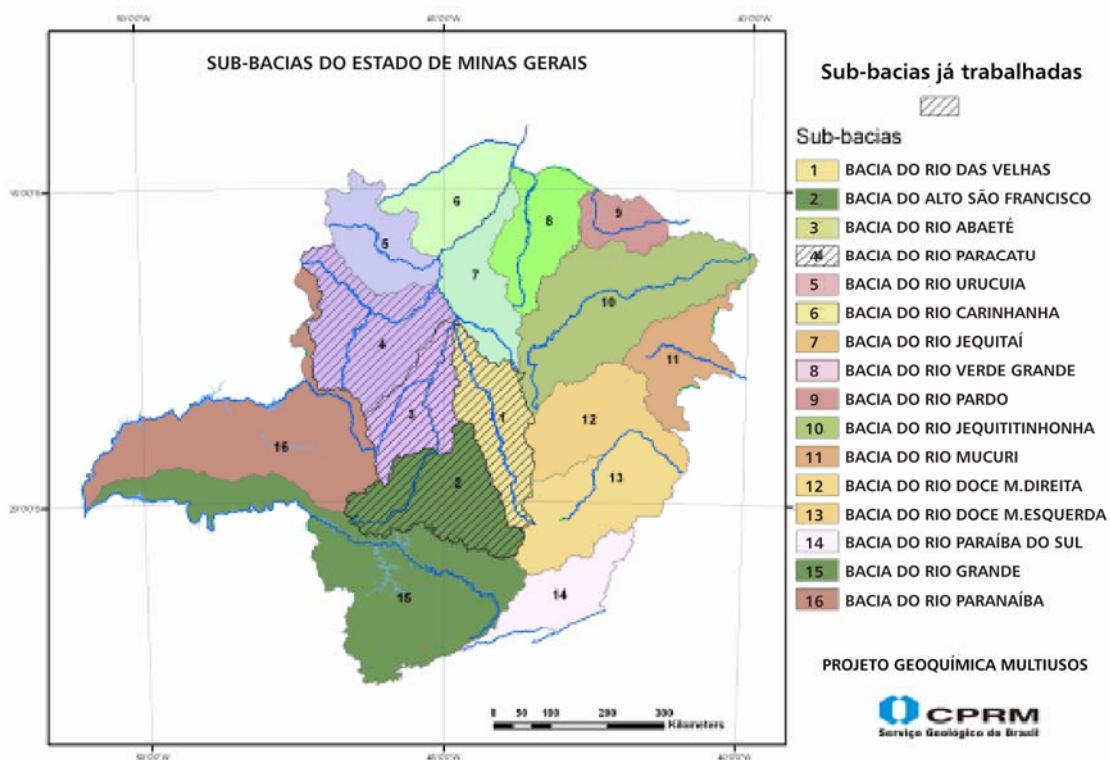 SUB-BACIAS DO ESTADO DE MINAS GERAIS
6
5
9
8
7
10
4
11
3
1
12
16
2
13
15
14
0 50 100 200 300
Kilometers
Sub-bacias já trabalhadas
Sub-bacias
1 BACIA DO RIO DAS VELHAS
2 BACIA DO ALTO SÃO FRANCISCO
3 BACIA DO RIO ABAETÉ
4 BACIA DO RIO PARACATU
5 BACIA DO RIO URUCUIA
6 BACIA DO RIO CARINHANHA
7 BACIA DO RIO JEQUITAÍ
8 BACIA DO RIO VERDE GRANDE
9 BACIA DO RIO PARDO
10 BACIA DO RIO JEQUITITINHONHA
11 BACIA DO RIO MUCURI
12 BACIA DO RIO DOCE M.DIREITA
13 BACIA DO RIO DOCE M.ESQUERDA
14 BACIA DO RIO PARAÍBA DO SUL
15 BACIA DO RIO GRANDE
16 BACIA DO RIO PARANAÍBA
PROJETO GEOQUÍMICA MULTIUSOS
CPRM
Serviço Geológico do Brasil